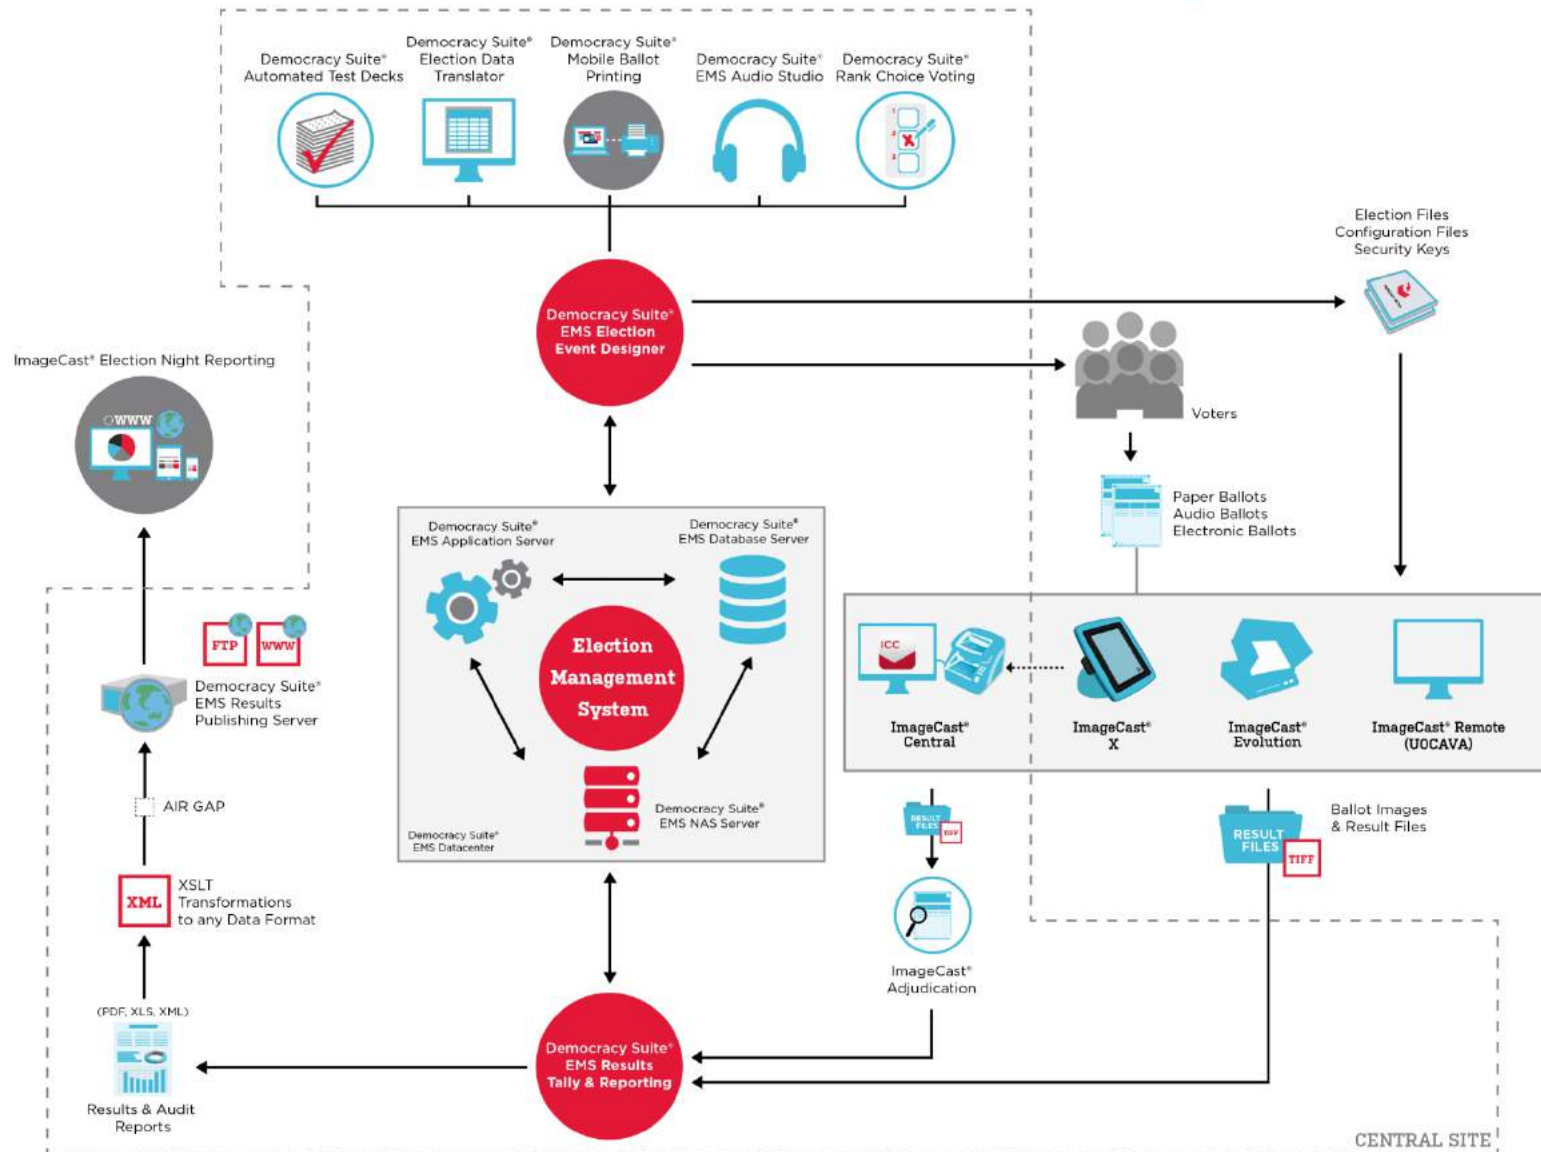 Democracy Suite®
Automated Test Decks
Democracy Suite®
Election Data
Translator
Democracy Suite®
Mobile Ballot
Printing
Democracy Suite®
EMS Audio Studio
Democracy Suite®
Rank Choice Voting
1
2
3
Election Files
Configuration Files
Security Keys
Democracy Suite®
EMS Election
Event Designer
ImageCast® Election Night Reporting
WWW
Voters
Paper Ballots
Audio Ballots
Electronic Ballots
Democracy Suite®
EMS Application Server
Democracy Suite®
EMS Database Server
Election
Management
System
Democracy Suite®
EMS NAS Server
Democracy Suite®
EMS Datacenter
FTP
WWW
Democracy Suite®
EMS Results
Publishing Server
ICC
ImageCast®
Central
ImageCast®
X
ImageCast®
Evolution
ImageCast® Remote
(UOCAVA)
AIR GAP
RESULT
FILES
TIFF
RESULT
FILES
TIFF
Ballot Images
& Result Files
XML
XSLT
Transformations
to any Data Format
ImageCast®
Adjudication
(PDF, XLS, XML)
Results & Audit
Reports
Democracy Suite®
EMS Results
Tally & Reporting
CENTRAL SITE